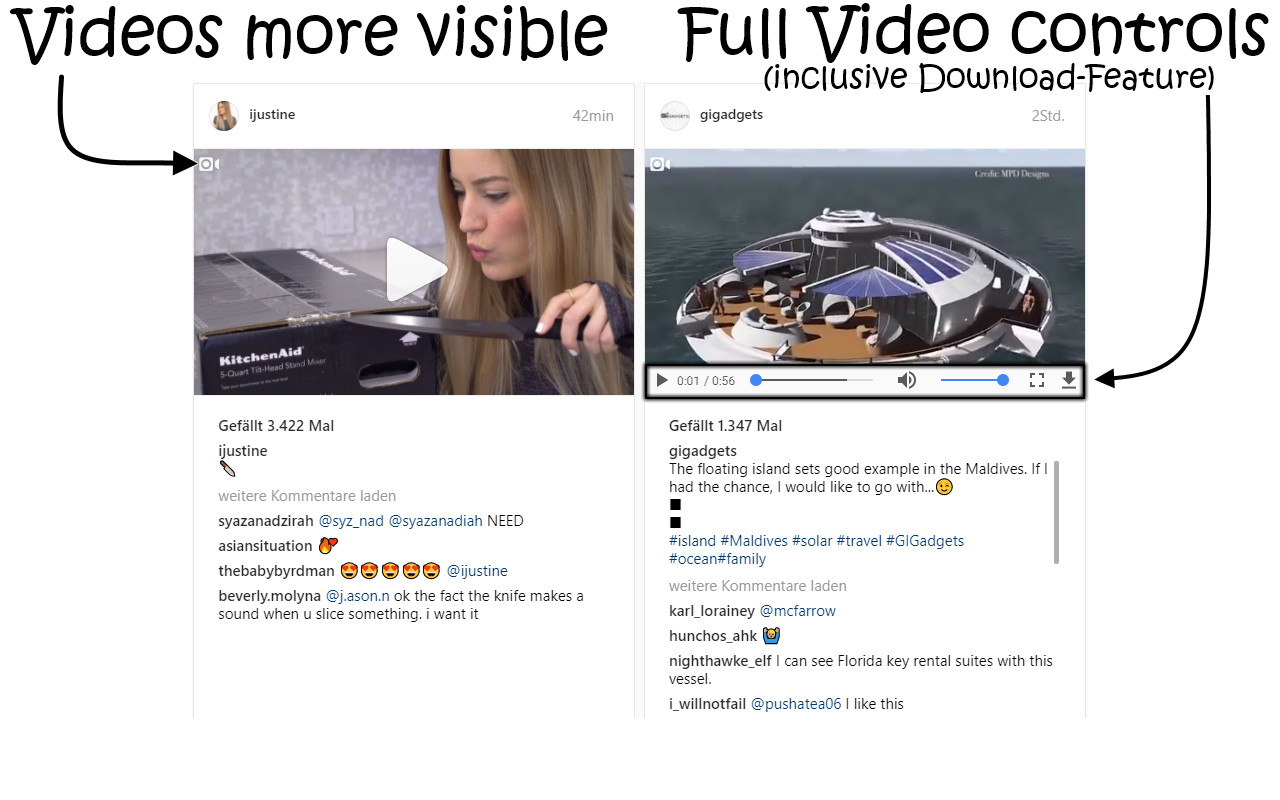 Videos more visible
Full Video controls
(inclusive Download-Feature)
ijustine
42min
KitchenAid
KitchenAid
5-Quart Tilt-Head Stand Mixer
Gefällt 3.422 Mal
ijustine
weitere Kommentare laden
syazanadzirah @syz_nad @syazanadiah NEED
asiansituation
thebabybyrdman @ijustine
beverly.molyna @j.ason.n ok the fact the knife makes a
sound when u slice something. i want it
gigadgets
2Std.
GIGADGETS
Credit: MPD Designs
0:01 / 0:56
Gefällt 1.347 Mal
gigadgets
The floating island sets good example in the Maldives. If I
had the chance, I would like to go with...😉
■
■
#island #Maldives #solar #travel #GIGadgets
#ocean#family
weitere Kommentare laden
karl_lorainey @mcfarrow
hunchos_ahk
nighthawke_elf I can see Florida key rental suites with this
vessel.
i_willnotfail @pushatea06 I like this